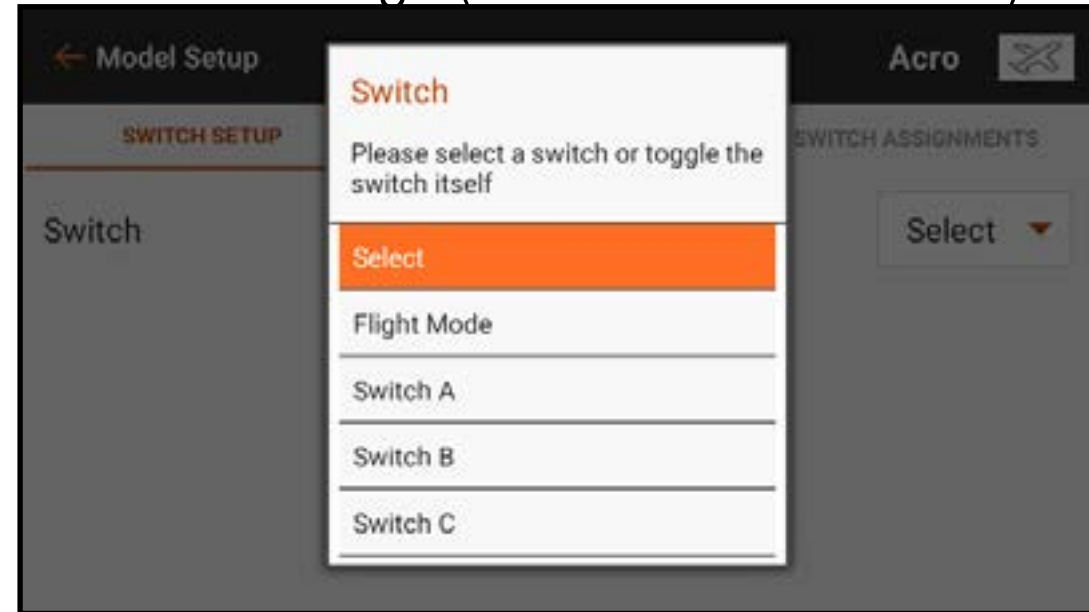 ← Model Setup
Acro
SWITCH SETUP
SWITCH ASSIGNMENTS
Switch
Select
Switch
Please select a switch or toggle the
switch itself
Select
Flight Mode
Switch A
Switch B
Switch C